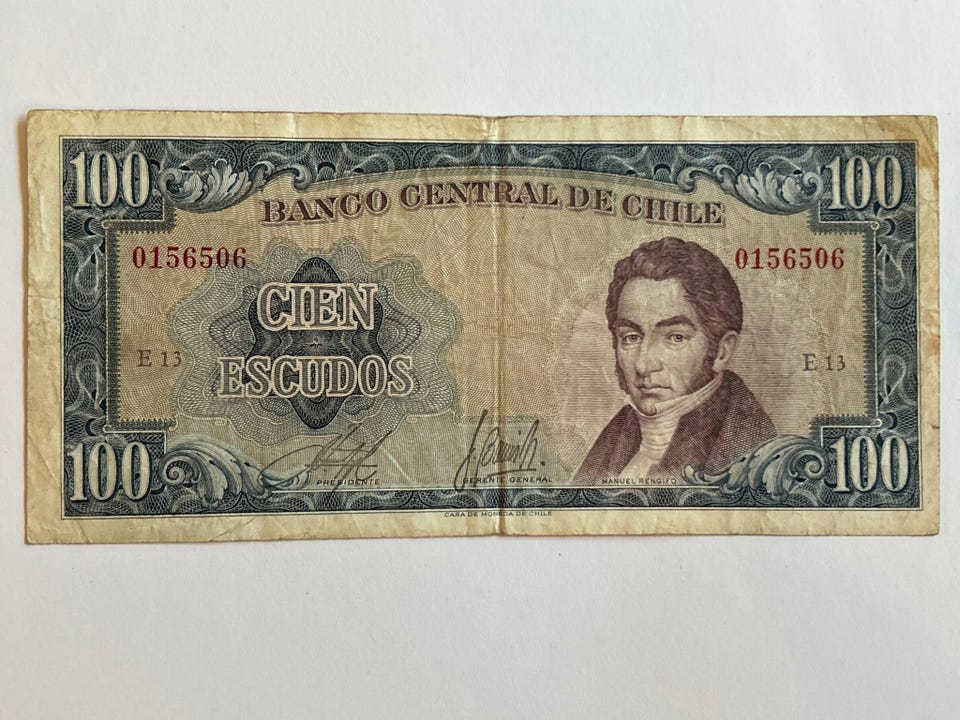 100 100
BANCO CENTRAL DE CHILE
0156506 0156506
CIEN
ESCUDOS
E 13 E 13
100 100
PRESIDENTE GERENTE GENERAL MANUEL RENGIFO
CASA DE MONEDA DE CHILE